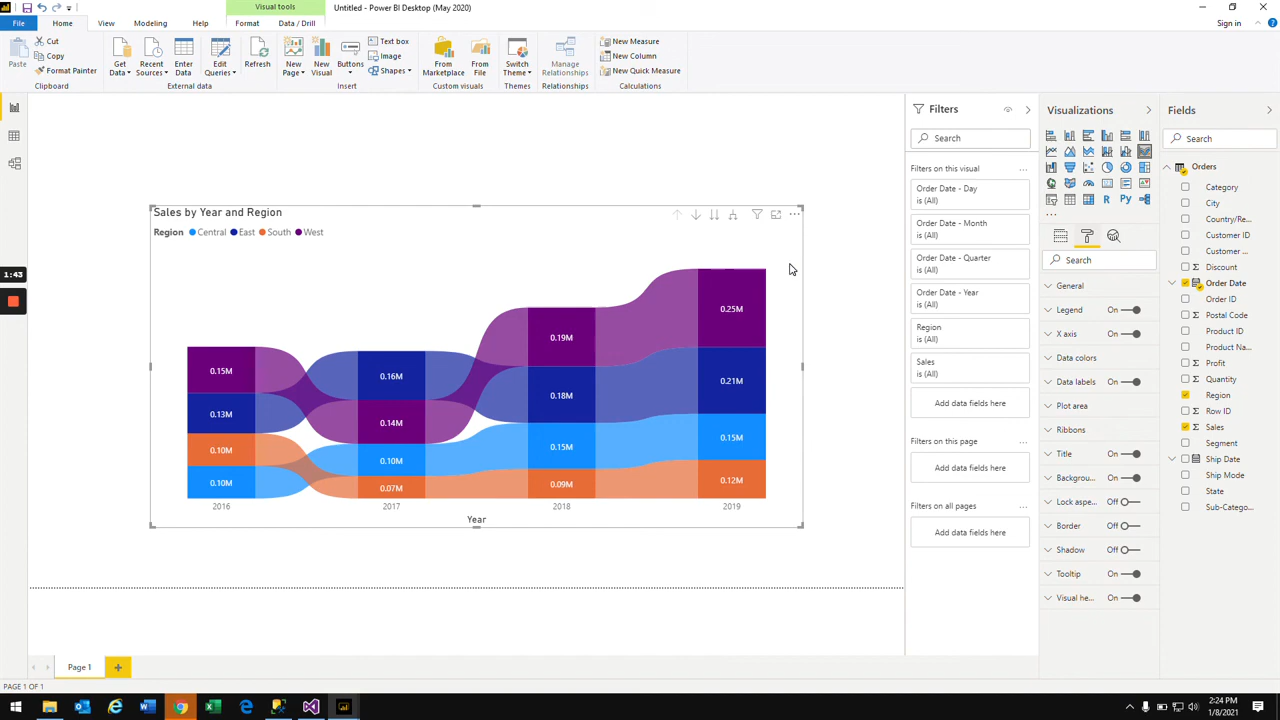 Visual tools
Untitled - Power BI Desktop (May 2020)
File
Home
View
Modeling
Help
Format
Data / Drill
Sign in
Paste
Cut
Copy
Format Painter
Clipboard
Get Data
Recent Sources
Enter Data
Edit Queries
Refresh
External data
New Page
New Visual
Buttons
Text box
Image
Shapes
Insert
From Marketplace
From File
Custom visuals
Switch Theme
Themes
Manage Relationships
Relationships
New Measure
New Column
New Quick Measure
Calculations
1:43
Sales by Year and Region
Region Central East South West
0.15M
0.13M
0.10M
0.10M
0.16M
0.14M
0.10M
0.07M
0.19M
0.18M
0.15M
0.09M
0.25M
0.21M
0.15M
0.12M
2016 2017 2018 2019
Year
Filters
Search
Filters on this visual ...
Order Date - Day
is (All)
Order Date - Month
is (All)
Order Date - Quarter
is (All)
Order Date - Year
is (All)
Region
is (All)
Sales
is (All)
Add data fields here
Filters on this page ...
Add data fields here
Filters on all pages ...
Add data fields here
Visualizations
R Py
...
Search
General
Legend On
X axis On
Data colors
Data labels On
Plot area
Ribbons
Title On
Backgrou... On
Lock aspe... Off
Border Off
Shadow Off
Tooltip On
Visual he... On
Fields
Search
Orders
Category
City
Country/Re...
Customer ID
Customer ...
Σ Discount
Order Date
Order ID
Postal Code
Product ID
Product Na...
Σ Profit
Σ Quantity
Region
Σ Row ID
Σ Sales
Segment
Ship Date
Ship Mode
State
Sub-Catego...
Page 1
PAGE 1 OF 1
2:24 PM
1/8/2021